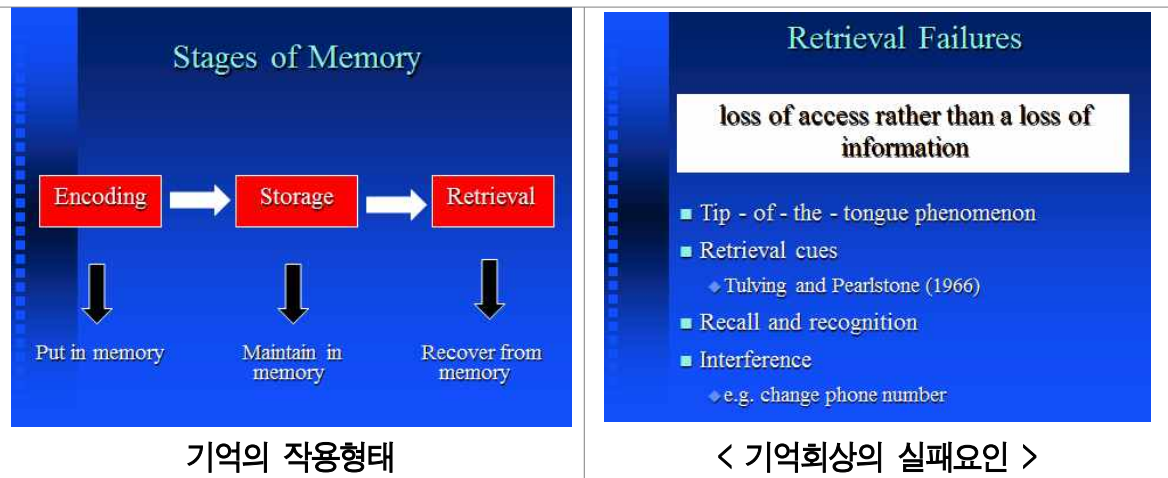 Stages of Memory
Encoding
Storage
Retrieval
Put in memory
Maintain in
memory
Recover from
memory
기억의 작용형태
Retrieval Failures
loss of access rather than a loss of
information
Tip - of - the - tongue phenomenon
Retrieval cues
Tulving and Pearlstone (1966)
Recall and recognition
Interference
e.g. change phone number
< 기억회상의 실패요인 >